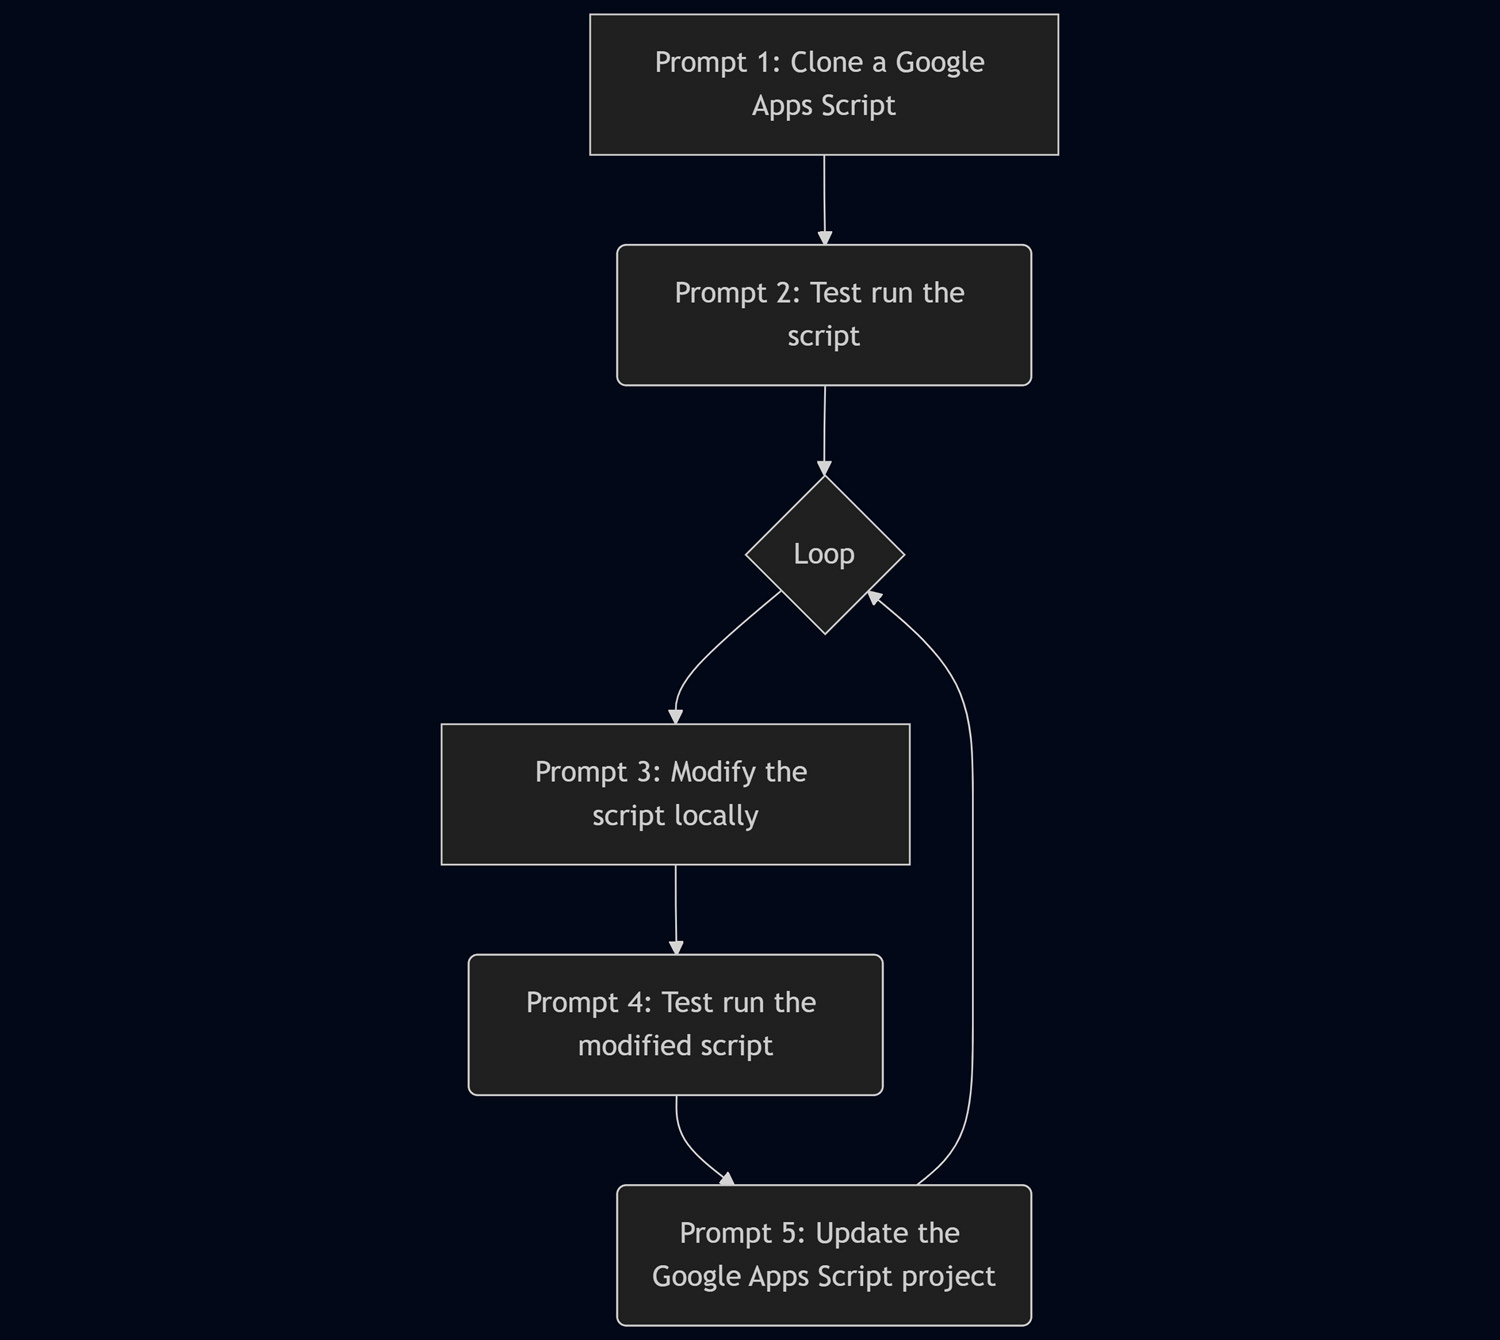 Prompt 1: Clone a Google
Apps Script
Prompt 2: Test run the
script
Loop
Prompt 3: Modify the
script locally
Prompt 4: Test run the
modified script
Prompt 5: Update the
Google Apps Script project